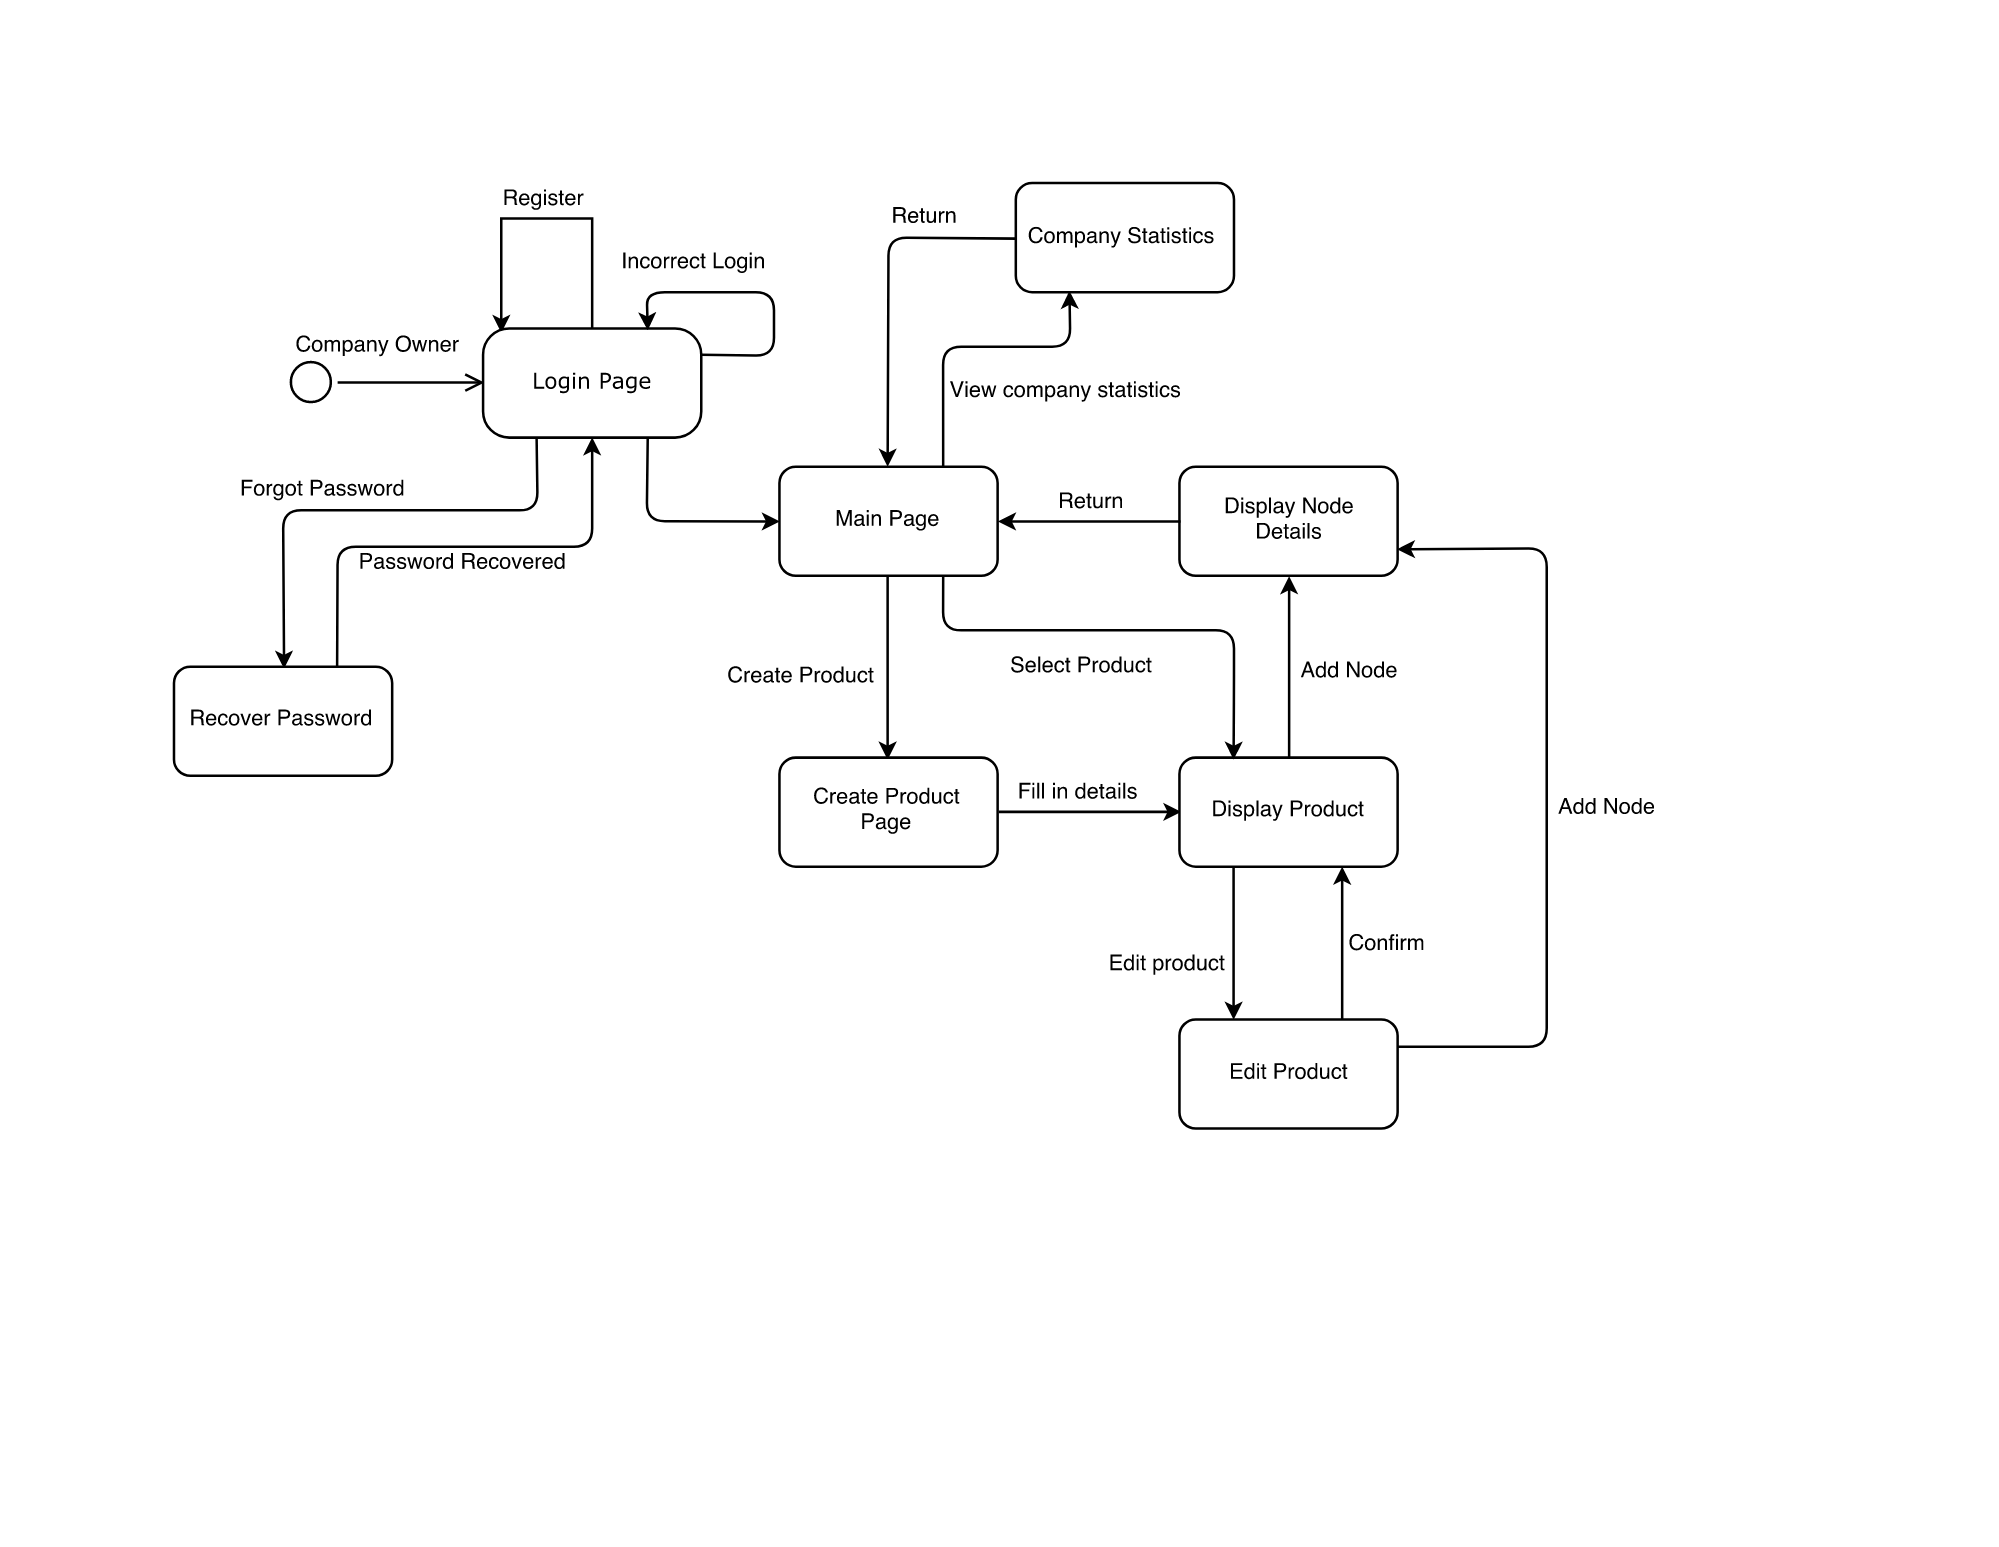 Register
Return
Company Statistics
Incorrect Login
Company Owner
Login Page
View company statistics
Forgot Password
Main Page
Return
Display Node
Details
Password Recovered
Create Product
Select Product
Add Node
Recover Password
Create Product
Page
Fill in details
Display Product
Add Node
Edit product
Confirm
Edit Product